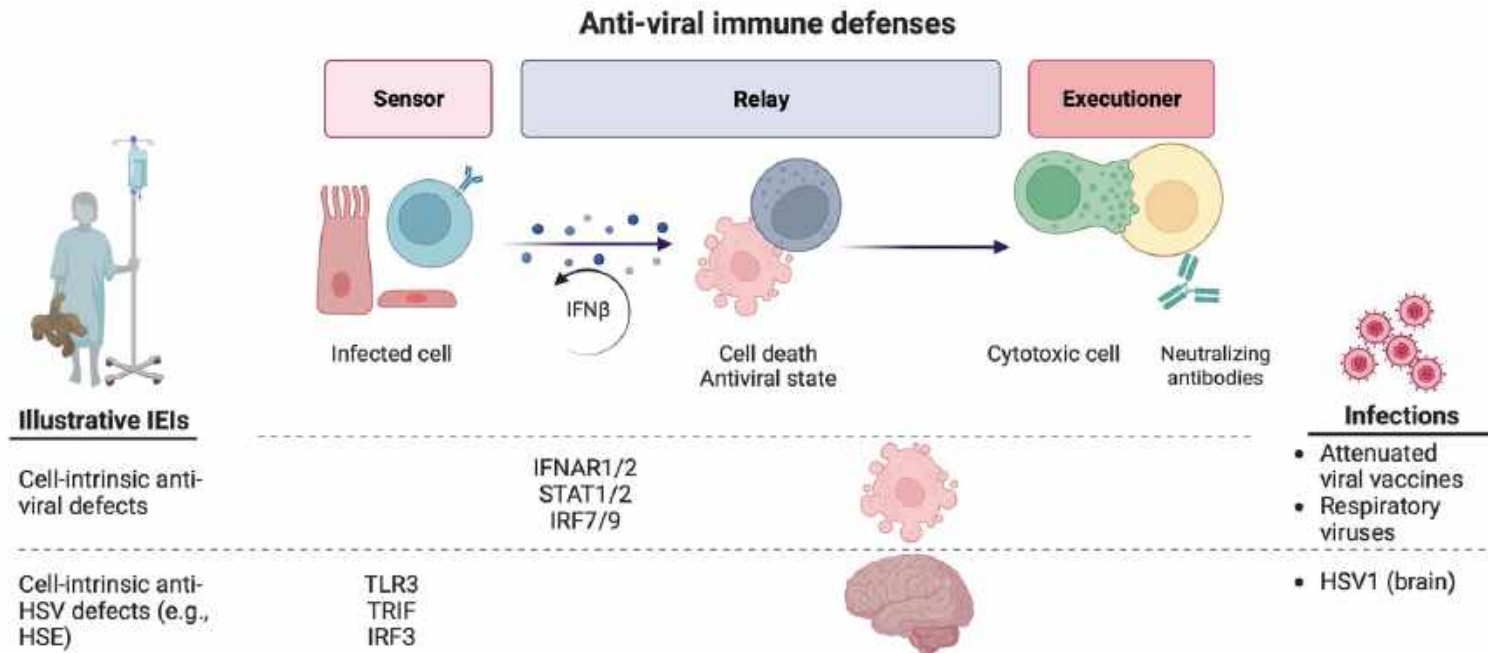 Anti-viral immune defenses
Sensor
Relay
Executioner
IFNβ
Infected cell
Cell death
Antiviral state
Cytotoxic cell
Neutralizing
antibodies
Illustrative IEIs
Infections
Cell-intrinsic anti-
viral defects
IFNAR1/2
STAT1/2
IRF7/9
• Attenuated
viral vaccines
• Respiratory
viruses
Cell-intrinsic anti-
HSV defects (e.g.,
HSE)
TLR3
TRIF
IRF3
• HSV1 (brain)